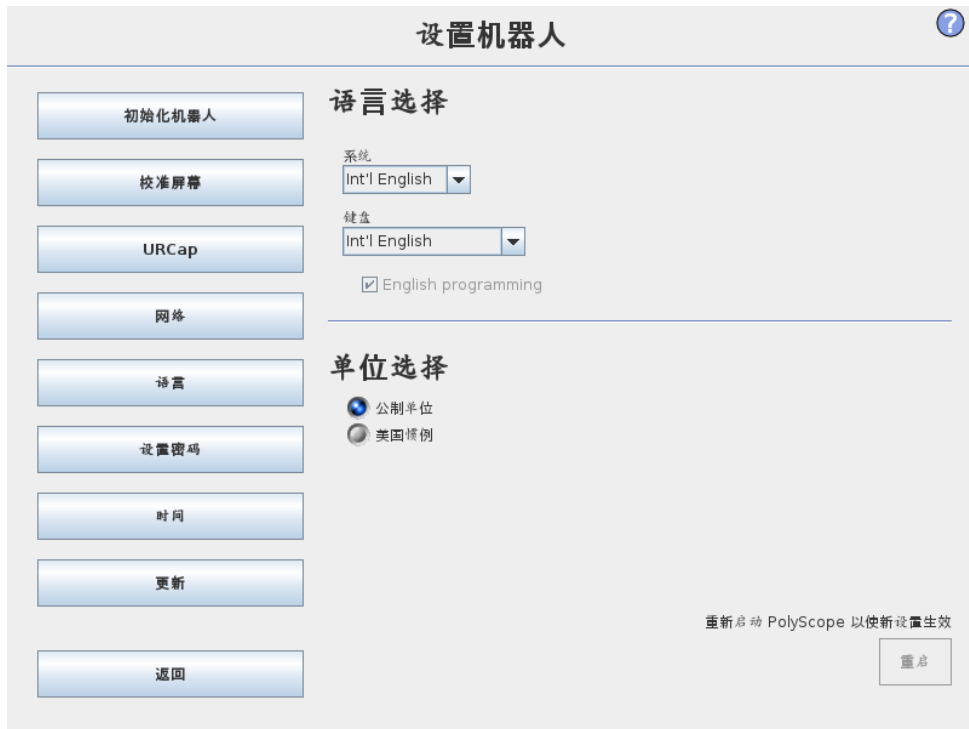 设置机器人
?
初始化机器人
校准屏幕
URCap
网络
语言
设置密码
时间
更新
返回
语言选择
系统
Int'l English
键盘
Int'l English
English programming
单位选择
公制单位
美国惯例
重新启动 PolyScope 以使新设置生效
重启